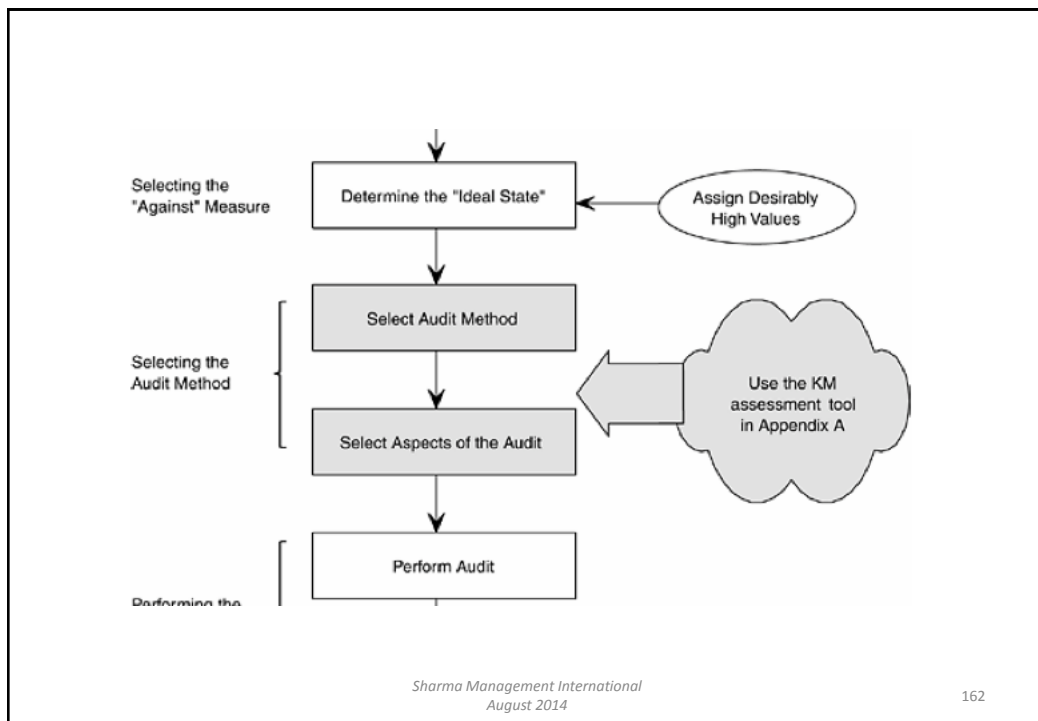 Selecting the
"Against" Measure
Determine the "Ideal State"
Assign Desirably
High Values
Select Audit Method
Selecting the
Audit Method
Use the KM
assessment tool
in Appendix A
Select Aspects of the Audit
Perform Audit
Performing the
Sharma Management International
August 2014
162